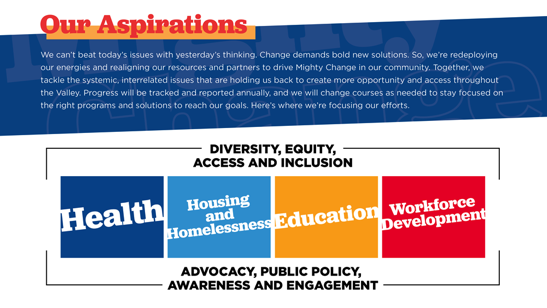 Our Aspirations
We can't beat today's issues with yesterday's thinking. Change demands bold new solutions. So, we're redeploying
our energies and realigning our resources and partners to drive Mighty Change in our community. Together, we
tackle the systemic, interrelated issues that are holding us back to create more opportunity and access throughout
the Valley. Progress will be tracked and reported annually, and we will change courses as needed to stay focused on
the right programs and solutions to reach our goals. Here's where we're focusing our efforts.
DIVERSITY, EQUITY,
ACCESS AND INCLUSION
Health
Housing
and
Homelessness
Education
Workforce
Development
ADVOCACY, PUBLIC POLICY,
AWARENESS AND ENGAGEMENT